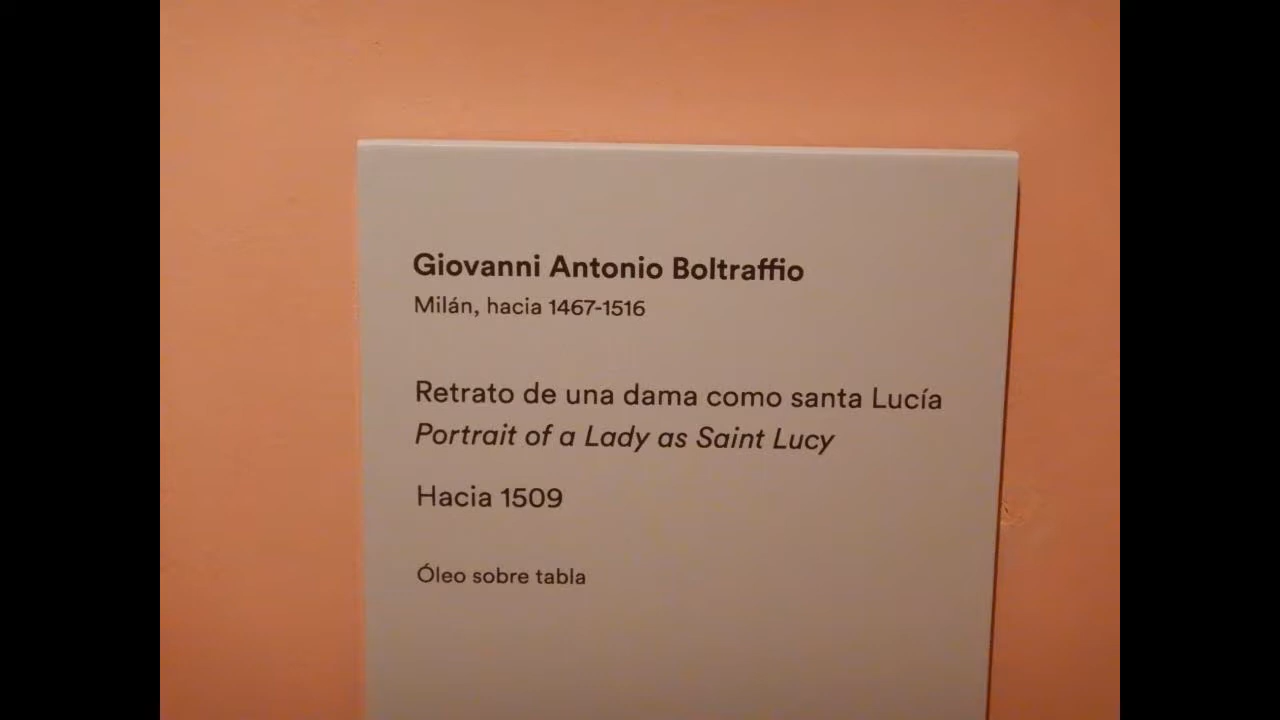 Giovanni Antonio Boltraffio
Milán, hacia 1467-1516
Retrato de una dama como santa Lucía
Portrait of a Lady as Saint Lucy
Hacia 1509
Óleo sobre tabla